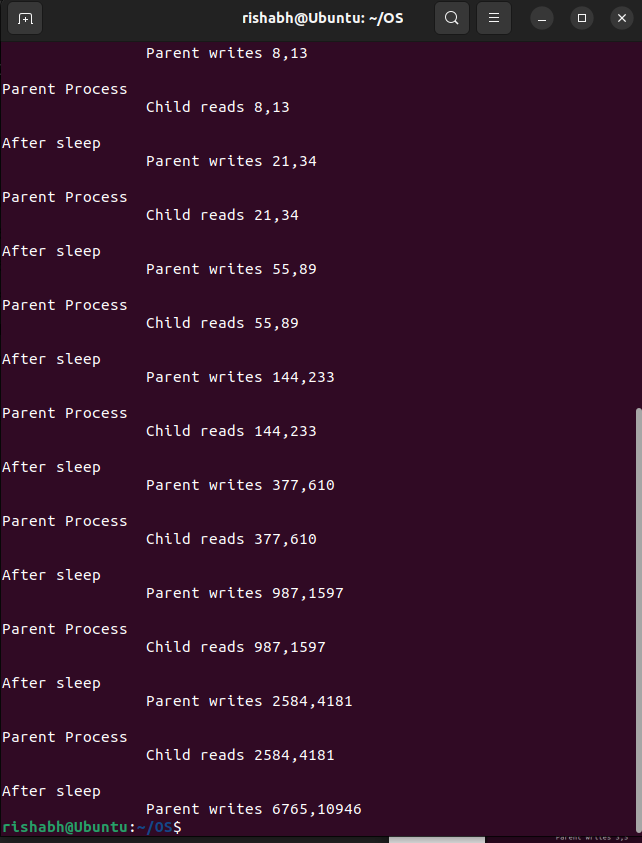 rishabh@Ubuntu: ~/OS
Parent writes 8,13
Parent Process
Child reads 8,13
After sleep
Parent writes 21,34
Parent Process
Child reads 21,34
After sleep
Parent writes 55,89
Parent Process
Child reads 55,89
After sleep
Parent writes 144,233
Parent Process
Child reads 144,233
After sleep
Parent writes 377,610
Parent Process
Child reads 377,610
After sleep
Parent writes 987,1597
Parent Process
Child reads 987,1597
After sleep
Parent writes 2584,4181
Parent Process
Child reads 2584,4181
After sleep
Parent writes 6765,10946
rishabh@Ubuntu:~/OS$
Parent writes